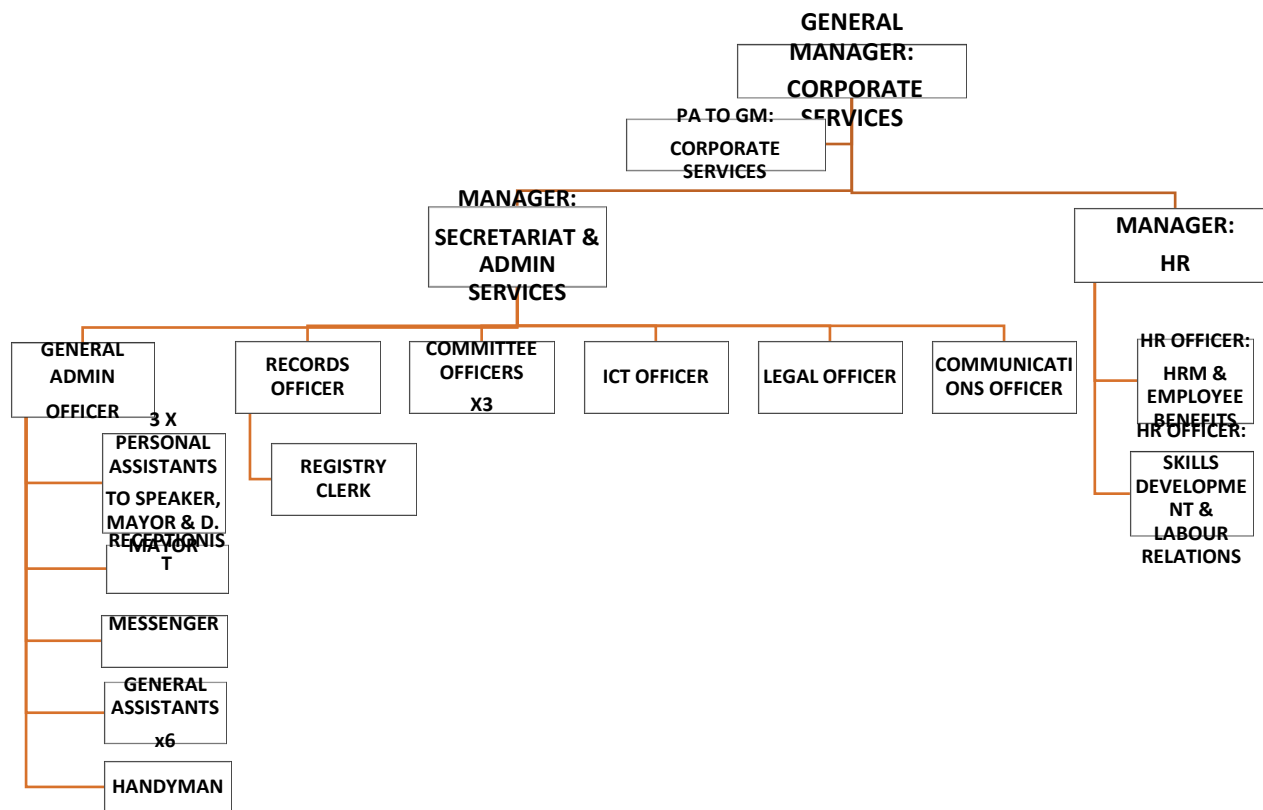 GENERAL
MANAGER:
CORPORATE
SERVICES
PA TO GM:
CORPORATE
SERVICES
MANAGER:
SECRETARIAT &
ADMIN
SERVICES
MANAGER:
HR
GENERAL
ADMIN
OFFICER
RECORDS
OFFICER
COMMITTEE
OFFICERS
X3
ICT OFFICER
LEGAL OFFICER
COMMUNICATI
ONS OFFICER
HR OFFICER:
HRM &
EMPLOYEE
BENEFITS
HR OFFICER:
SKILLS
DEVELOPME
NT &
LABOUR
RELATIONS
3 X
PERSONAL
ASSISTANTS
TO SPEAKER,
MAYOR & D.
MAYOR
RECEPTIONIS
T
MESSENGER
GENERAL
ASSISTANTS
x6
HANDYMAN
REGISTRY
CLERK